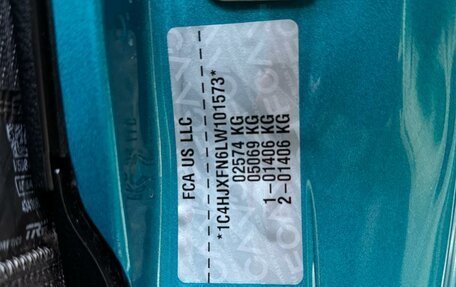 FCA US LLC
*1C4HJXFN6LW101573*
02574 KG
05069 KG
1-01406 KG
2-01406 KG